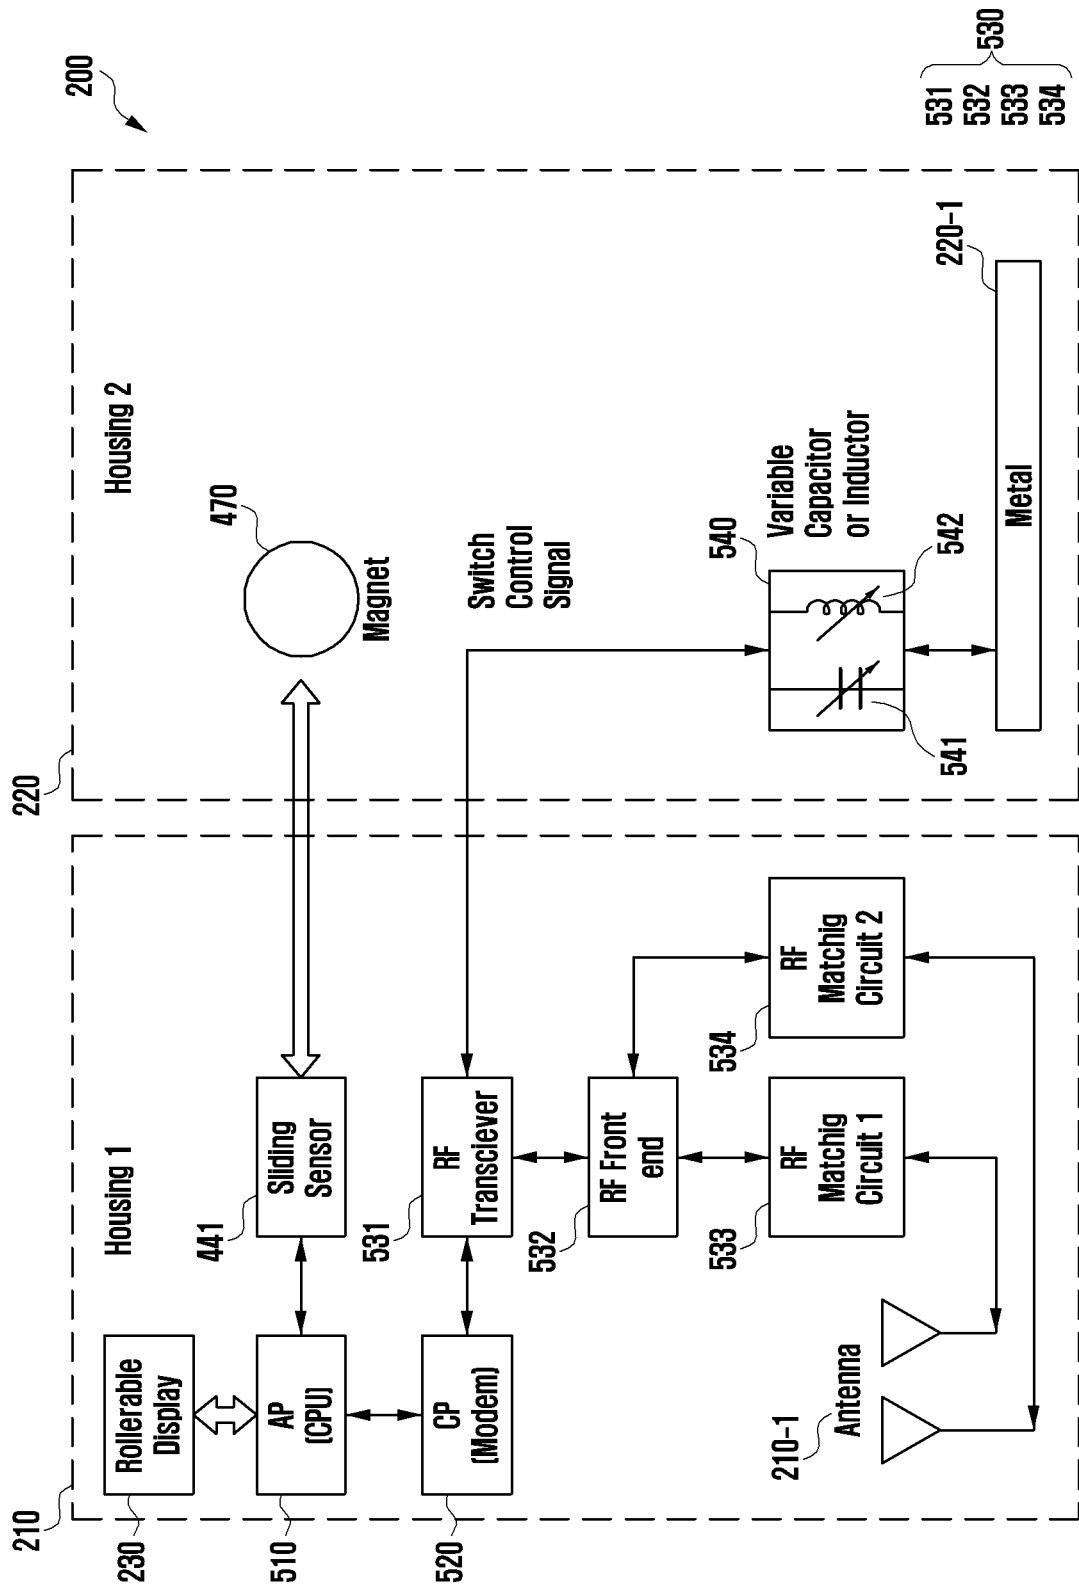 200
210
220
Housing 1
Housing 2
230
Rollerable
Display
510
AP
(CPU)
441
Sliding
Sensor
470
Magnet
520
CP
(Modem)
531
RF
Transciever
Switch
Control
Signal
532
RF Front
end
533
RF
Matchig
Circuit 1
534
RF
Matchig
Circuit 2
540
Variable
Capacitor
or Inductor
541
542
210-1
Antenna
220-1
Metal
531
532
533
534
530